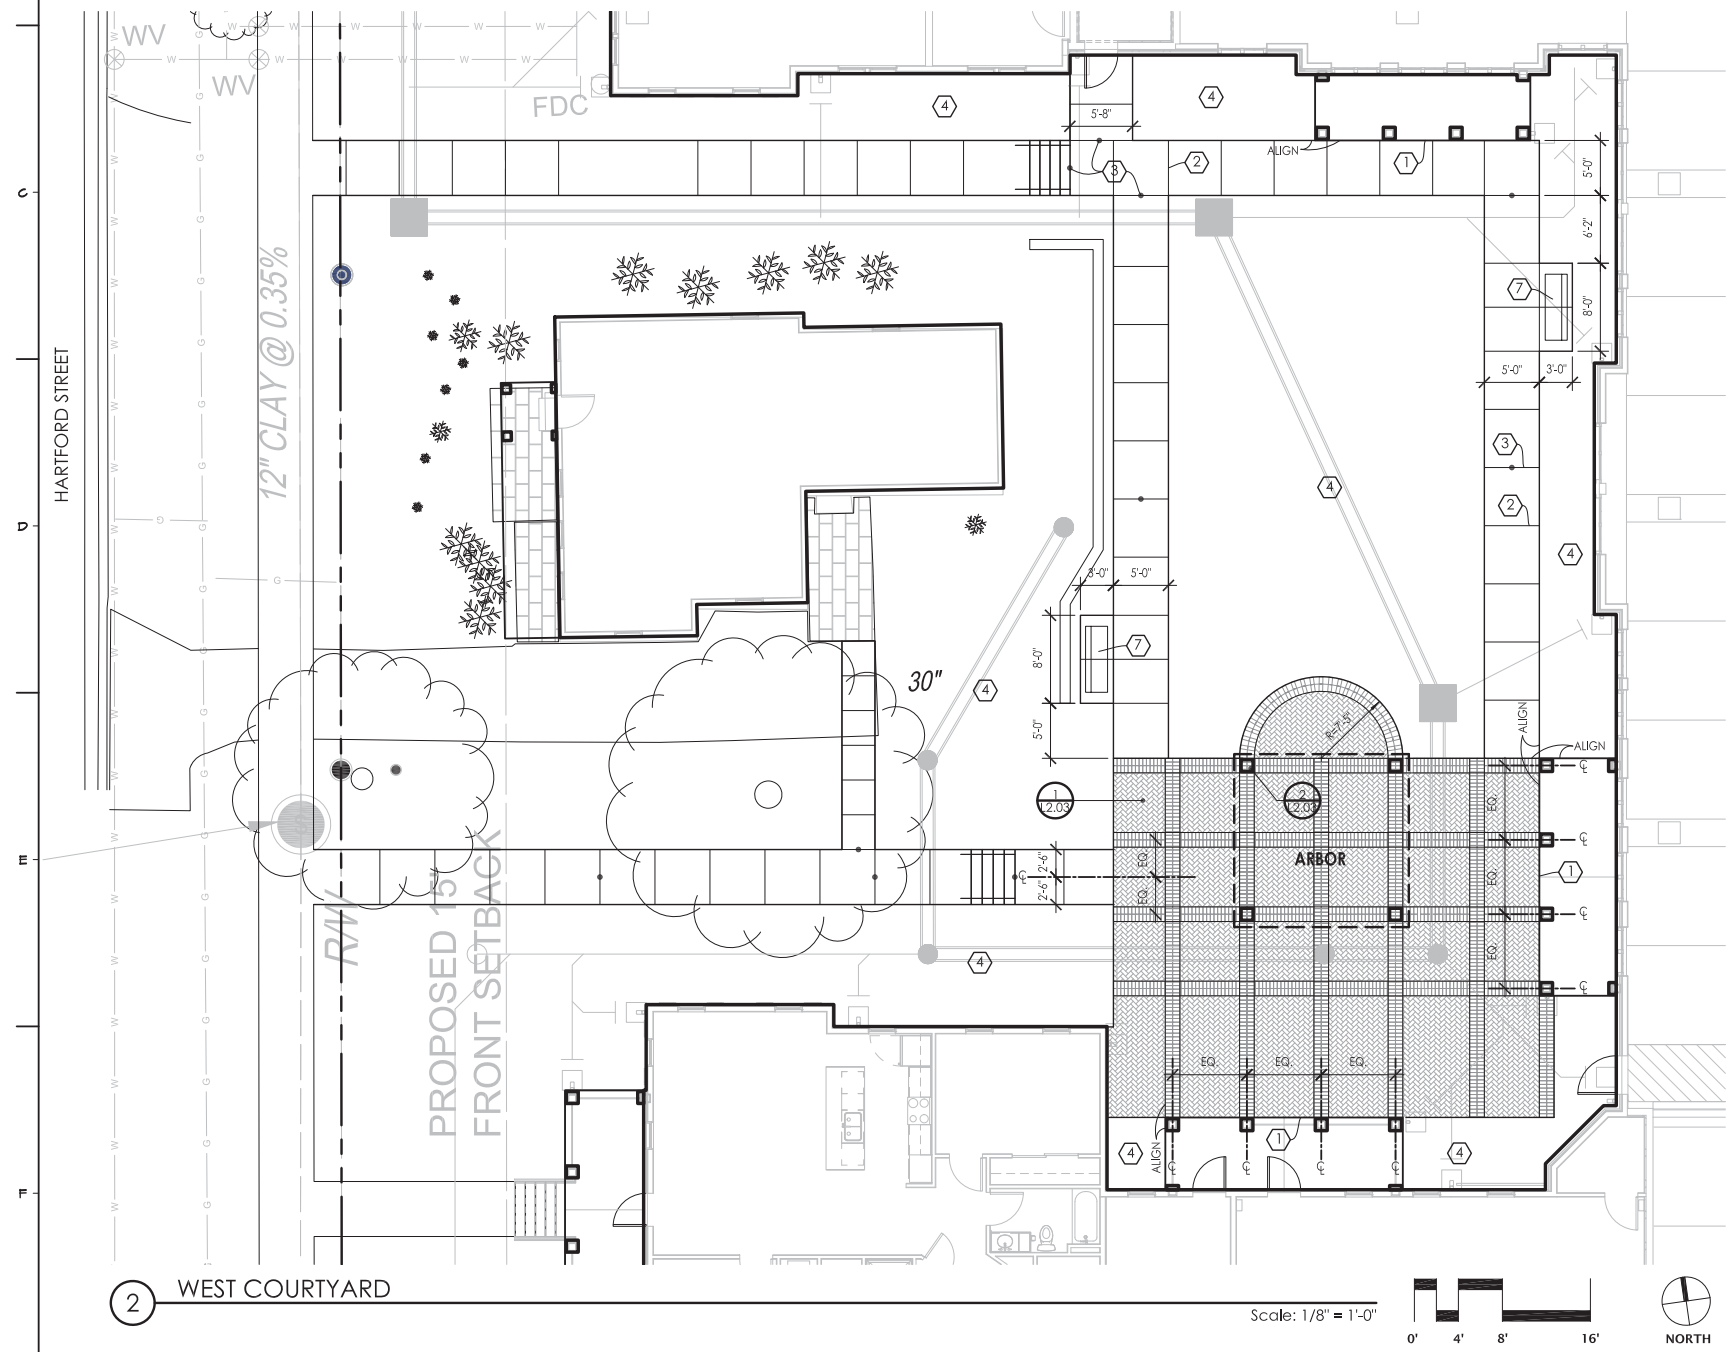 WV
WV
FDC
W
G
4
4
5'-8"
ALIGN
1
2
3
5'-0"
6'-2"
8'-0"
7
C
12" CLAY @ 0.35%
HARTFORD STREET
5'-0"
3'-0"
3
4
2
D
4
3'-0"
5'-0"
7
8'-0"
30"
4
5'-0"
R=7'-5"
ALIGN
ALIGN
1
L2.03
2
L2.03
EQ.
ARBOR
E
2'-6"
2'-6"
EQ.
EQ.
EQ.
1
EQ.
R/W
PROPOSED 15'
FRONT SETBACK
4
EQ.
EQ.
EQ.
4
ALIGN
1
4
F
2
WEST COURTYARD
Scale: 1/8" = 1'-0"
0'
4'
8'
16'
NORTH